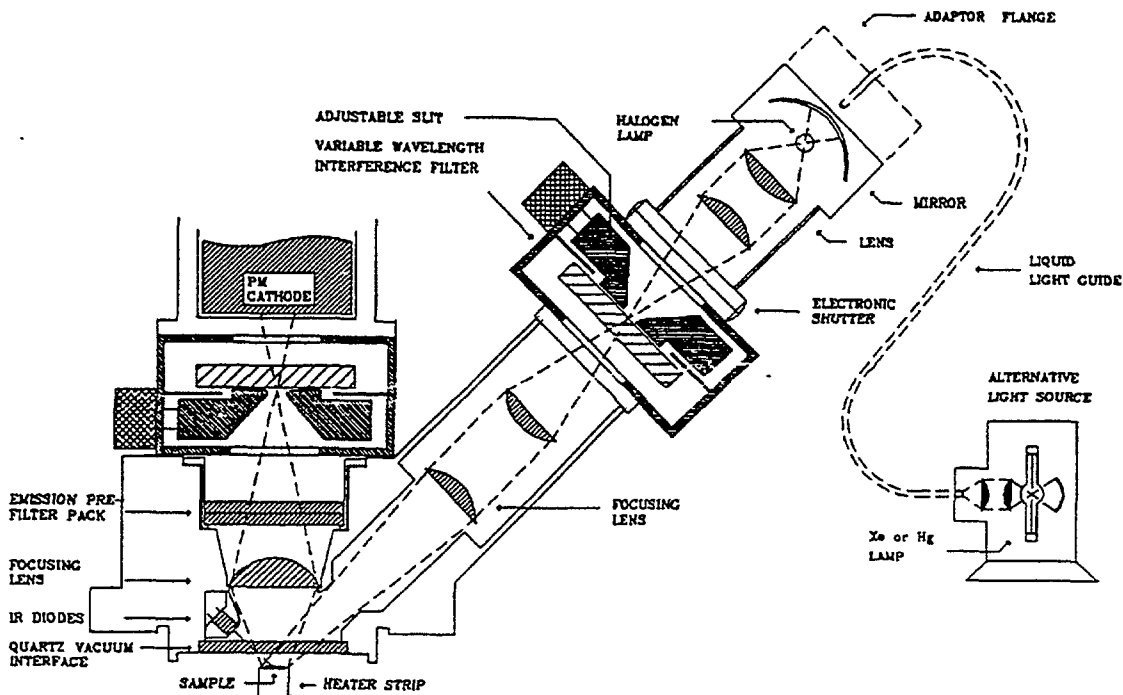 ADAPTOR FLANGE
ADJUSTABLE SLIT
VARIABLE WAVELENGTH
INTERFERENCE FILTER
HALOGEN
LAMP
MIRROR
LENS
LIQUID
LIGHT GUIDE
ELECTRONIC
SHUTTER
PM
CATHODE
ALTERNATIVE
LIGHT SOURCE
EMISSION PRE-
FILTER PACK
FOCUSING
LENS
Xe or Hg
LAMP
FOCUSING
LENS
IR DIODES
QUARTZ VACUUM
INTERFACE
SAMPLE
HEATER STRIP